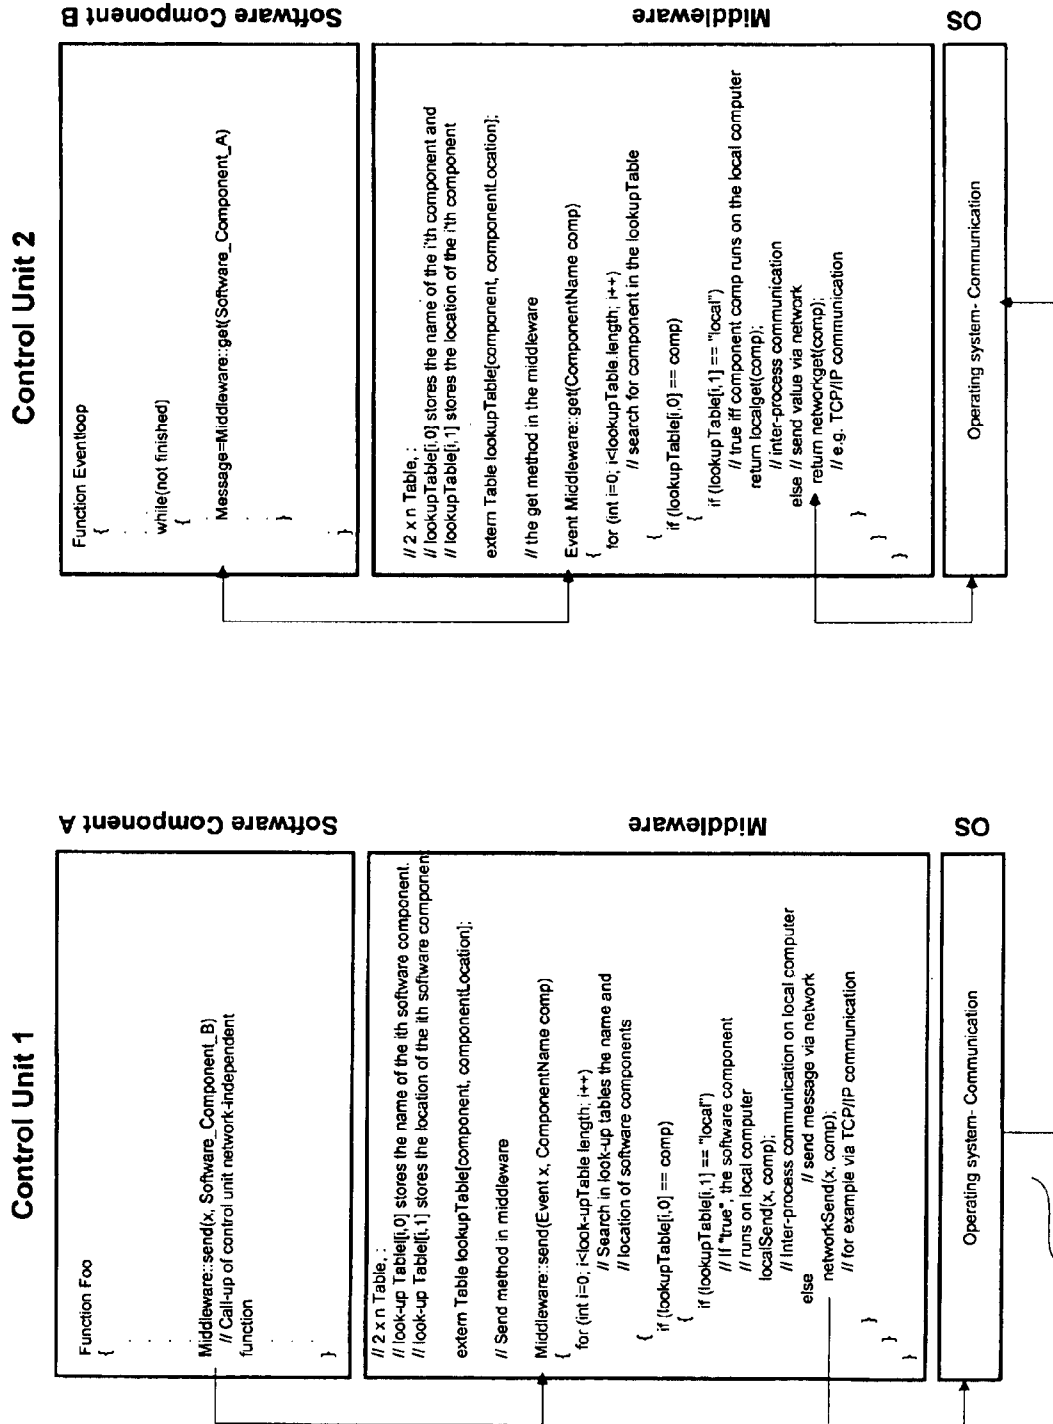 Control Unit 1
Software Component A
Function Foo
{
Middleware::send(x, Software_Component_B)
// Call-up of control unit network-independent
function
}
Middleware
// 2 x n Table, :
// look-up Tablel[i,0] stores the name of the ith software component.
// look-up Tablel[i,1] stores the location of the ith software component
extern Table lookupTable[component, componentLocation];
// Send method in middleware
Middleware::send(Event x, ComponentName comp)
{
for (int i=0; i<look-upTable length; i++)
// Search in look-up tables the name and
// location of software components
{
if (lookupTable[i,0] == comp)
{
if (lookupTable[i,1] == "local")
// If "true", the software component
// runs on local computer
localSend(x, comp);
// Inter-process communication on local computer
else // send message via network
networkSend(x, comp);
// for example via TCP/IP communication
}
}
}
OS
Operating system- Communication
Control Unit 2
Software Component B
Function Eventloop
{
while(not finished)
{
Message=Middleware::get(Software_Component_A)
}
}
Middleware
// 2 x n Table, :
// lookupTable[i,0] stores the name of the i'th component and
// lookupTable[i,1] stores the location of the i'th component
extern Table lookupTable[component, componentLocation];
// the get method in the middleware
Event Middleware::get(ComponentName comp)
{
for (int i=0; i<lookupTable.length; i++)
// search for component in the lookupTable
{
if (lookupTable[i,0] == comp)
{
if (lookupTable[i,1] == "local")
// true iff component comp runs on the local computer
return localget(comp);
// inter-process communication
else // send value via network
return networkget(comp);
// e.g. TCP/IP communication
}
}
}
OS
Operating system- Communication